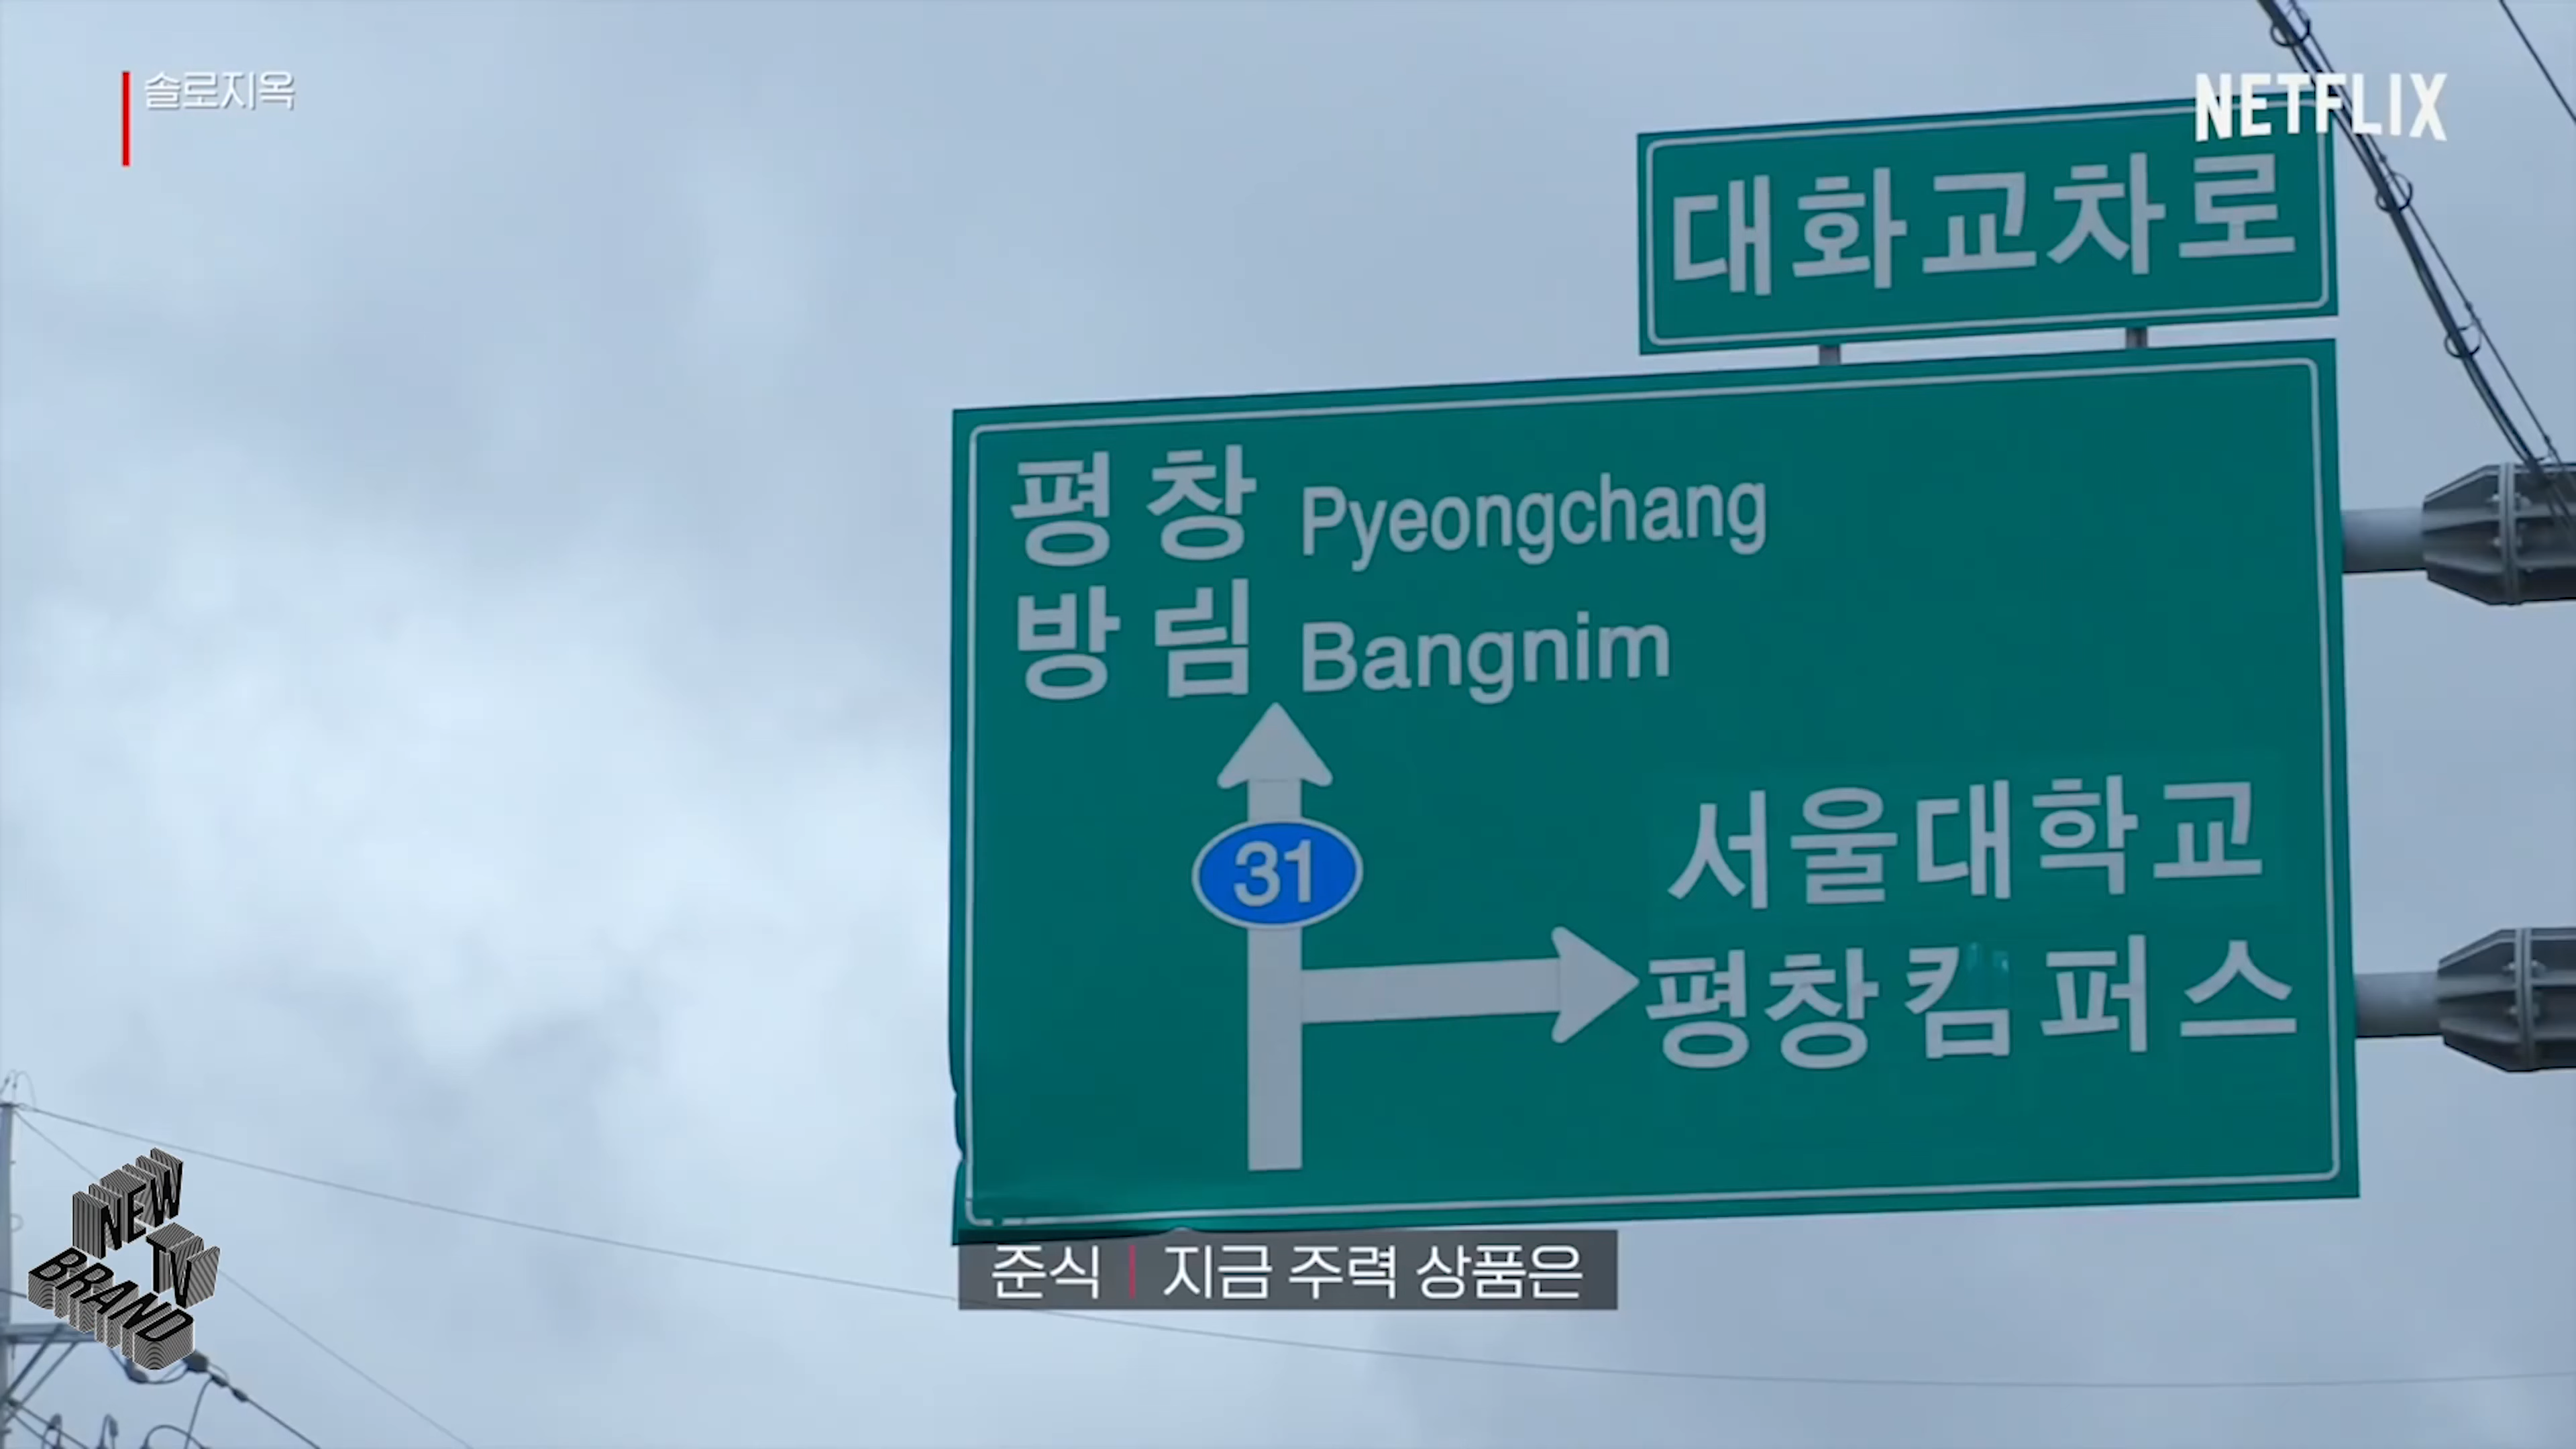 솔로지옥
NETFLIX
대화교차로
평창 Pyeongchang
방림 Bangnim
31
서울대학교
평창캠퍼스
NEW
TV
BRAND
준식 | 지금 주력 상품은